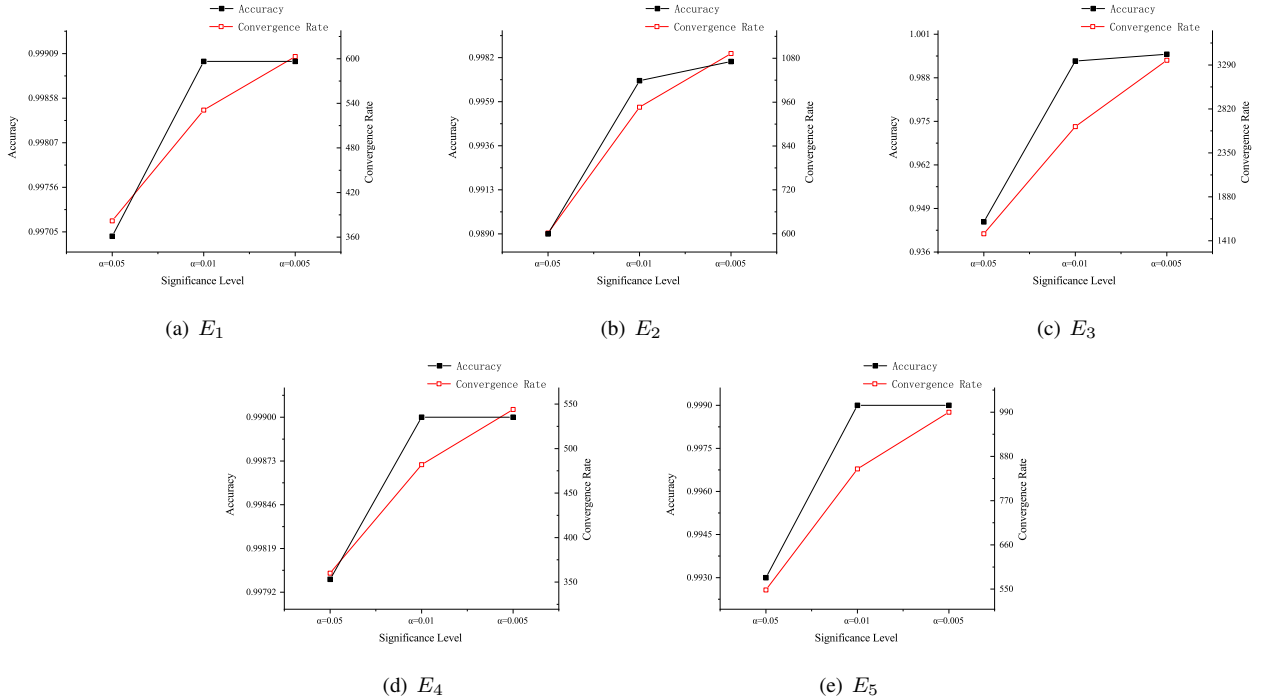 Accuracy
Convergence Rate
0.999095
0.99858
0.99807
0.99756
0.99705
Accuracy
600
540
480
420
360
Convergence Rate
α=0.05 α=0.01 α=0.005
Significance Level
(a) E1
Accuracy
Convergence Rate
0.9982
0.9959
0.9936
0.9913
0.9890
Accuracy
1080
960
840
720
600
Convergence Rate
α=0.05 α=0.01 α=0.005
Significance Level
(b) E2
Accuracy
Convergence Rate
1.001
0.988
0.975
0.962
0.949
0.936
Accuracy
3290
2820
2350
1880
1410
Convergence Rate
α=0.05 α=0.01 α=0.005
Significance Level
(c) E3
Accuracy
Convergence Rate
0.99900
0.99873
0.99846
0.99819
0.99792
Accuracy
550
500
450
400
350
Convergence Rate
α=0.05 α=0.01 α=0.005
Significance Level
(d) E4
Accuracy
Convergence Rate
0.9990
0.9975
0.9960
0.9945
0.9930
Accuracy
990
880
770
660
550
Convergence Rate
α=0.05 α=0.01 α=0.005
Significance Level
(e) E5